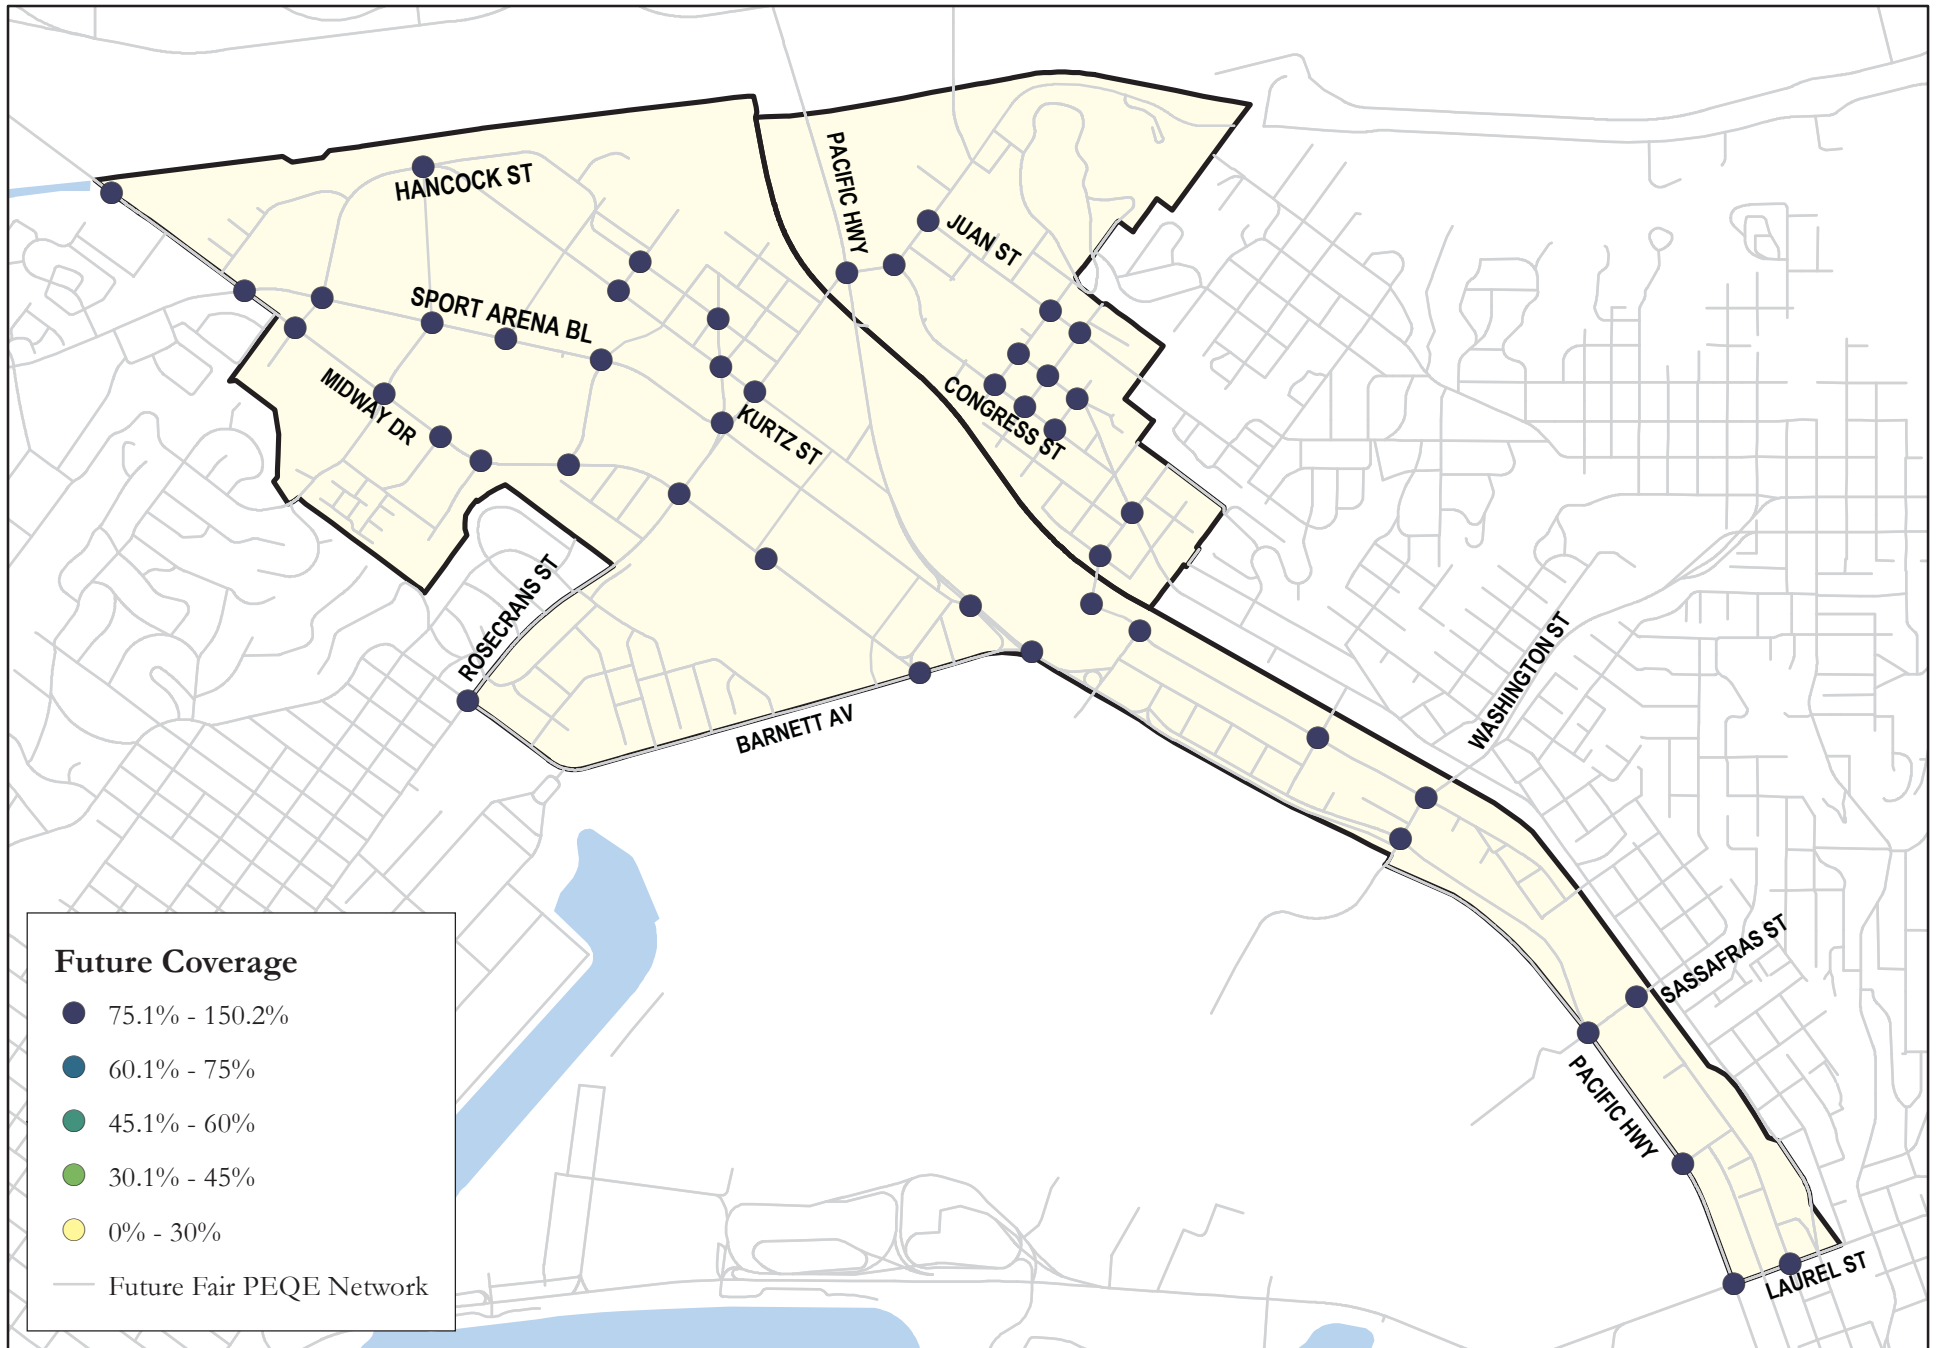 HANCOCK ST
PACIFIC HWY
JUAN ST
SPORT ARENA BL
MIDWAY DR
KURTZ ST
CONGRESS ST
ROSECRANS ST
BARNETT AV
WASHINGTON ST
SASSAFRAS ST
PACIFIC HWY
LAUREL ST
Future Coverage
75.1% - 150.2%
60.1% - 75%
45.1% - 60%
30.1% - 45%
0% - 30%
Future Fair PEQE Network